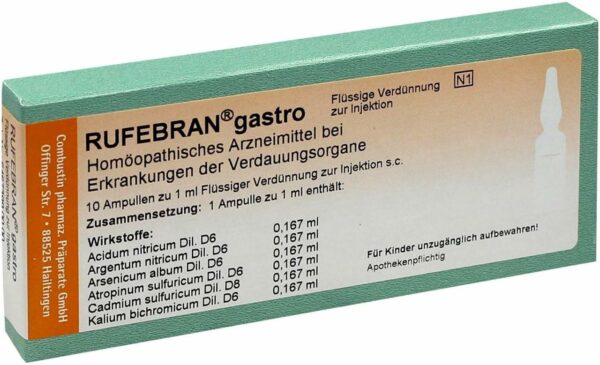 RUFEBRAN®gastro
Flüssige Verdünnung
zur Injektion
N1
Homöopathisches Arzneimittel bei
Erkrankungen der Verdauungsorgane
10 Ampullen zu 1 ml Flüssiger Verdünnung zur Injektion s.c.
Zusammensetzung: 1 Ampulle zu 1 ml enthält:
Wirkstoffe:
Acidum nitricum Dil. D6 0,167 ml
Argentum nitricum Dil. D6 0,167 ml
Arsenicum album Dil. D6 0,167 ml
Atropinum sulfuricum Dil. D6 0,167 ml
Cadmium sulfuricum Dil. D8 0,167 ml
Kalium bichromicum Dil. D6 0,167 ml
Für Kinder unzugänglich aufbewahren!
Apothekenpflichtig
Combustin pharmaz. Präparate GmbH
Offinger Str. 7 • 88525 Hailtingen
RUFEBRAN®gastro
Flüssige Verdünnung zur Injektion